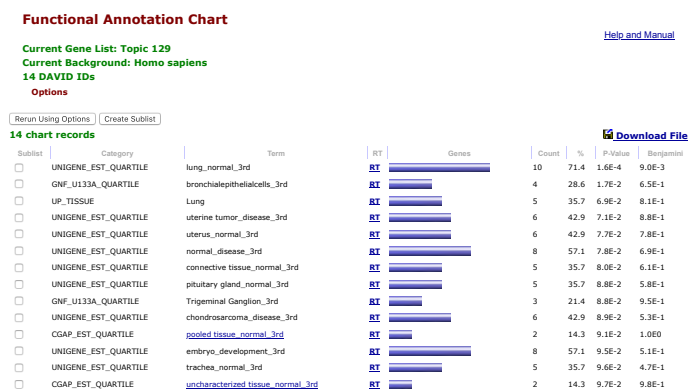 Functional Annotation Chart
Help and Manual
Current Gene List: Topic 129
Current Background: Homo sapiens
14 DAVID IDs
Options
Rerun Using Options Create Sublist
14 chart records Download File
Sublist Category Term RT Genes Count % P-Value Benjamini
UNIGENE_EST_QUARTILE lung_normal_3rd RT 10 71.4 1.6E-4 9.0E-3
GNF_U133A_QUARTILE bronchialepithelialcells_3rd RT 4 28.6 1.7E-2 6.5E-1
UP_TISSUE Lung RT 5 35.7 6.9E-2 8.1E-1
UNIGENE_EST_QUARTILE uterine tumor_disease_3rd RT 6 42.9 7.1E-2 8.8E-1
UNIGENE_EST_QUARTILE uterus_normal_3rd RT 6 42.9 7.7E-2 7.8E-1
UNIGENE_EST_QUARTILE normal_disease_3rd RT 8 57.1 7.8E-2 6.9E-1
UNIGENE_EST_QUARTILE connective tissue_normal_3rd RT 5 35.7 8.0E-2 6.1E-1
UNIGENE_EST_QUARTILE pituitary gland_normal_3rd RT 5 35.7 8.8E-2 5.8E-1
GNF_U133A_QUARTILE Trigeminal Ganglion_3rd RT 3 21.4 8.8E-2 9.5E-1
UNIGENE_EST_QUARTILE chondrosarcoma_disease_3rd RT 6 42.9 8.9E-2 5.3E-1
CGAP_EST_QUARTILE pooled tissue_normal_3rd RT 2 14.3 9.1E-2 1.0E0
UNIGENE_EST_QUARTILE embryo_development_3rd RT 8 57.1 9.5E-2 5.1E-1
UNIGENE_EST_QUARTILE trachea_normal_3rd RT 5 35.7 9.6E-2 4.7E-1
CGAP_EST_QUARTILE uncharacterized tissue_normal_3rd RT 2 14.3 9.7E-2 9.8E-1